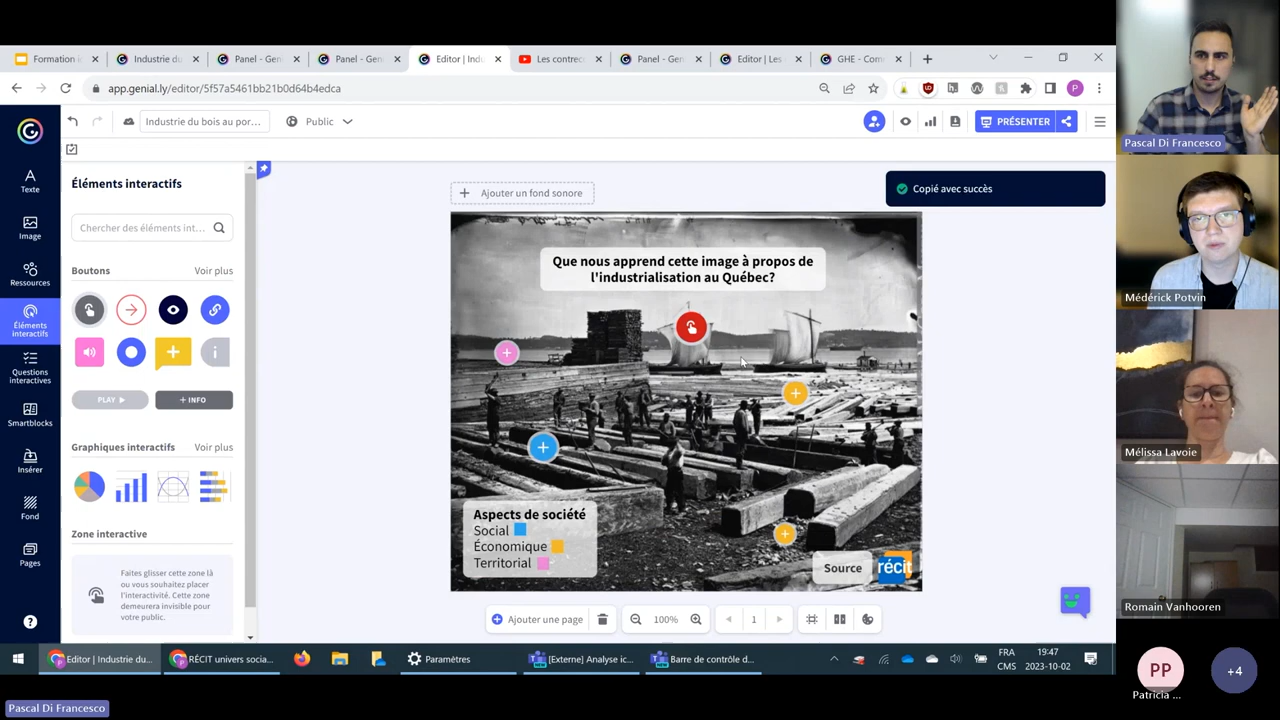 Formation i
Industrie du
Panel - Geni
Panel - Geni
Editor | Indu
Les contrecc
Panel - Geni
Editor | Les
GHE - Comr
app.genial.ly/editor/5f57a5461bb21b0d64b4edca
P
Industrie du bois au por...
Public
PRÉSENTER
Texte
Image
Ressources
Éléments
interactifs
Questions
interactives
Smartblocks
Insérer
Fond
Pages
Éléments interactifs
Chercher des éléments int...
Boutons
Voir plus
PLAY
+ INFO
Graphiques interactifs
Voir plus
Zone interactive
Faites glisser cette zone là
ou vous souhaitez placer
l'interactivité. Cette zone
demeurera invisible pour
votre public.
Ajouter un fond sonore
Copié avec succès
Que nous apprend cette image à propos de
l'industrialisation au Québec?
Aspects de société
Social
Économique
Territorial
Source
récit
Ajouter une page
100%
1
Editor | Industrie du...
RÉCIT univers socia...
Paramètres
[Externe] Analyse ic...
Barre de contrôle d...
FRA
CMS
19:47
2023-10-02
Pascal Di Francesco
Médérick Potvin
Mélissa Lavoie
Romain Vanhooren
PP
Patricia ...
+4
Pascal Di Francesco